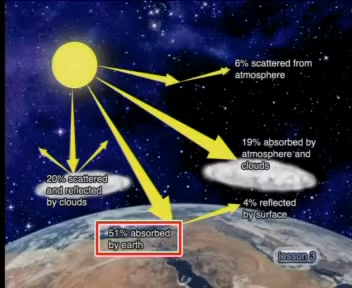 6% scattered from
atmosphere
19% absorbed by
atmosphere and
clouds
20% scattered
and reflected
by clouds
4% reflected
by surface
51% absorbed
by earth
lesson 3